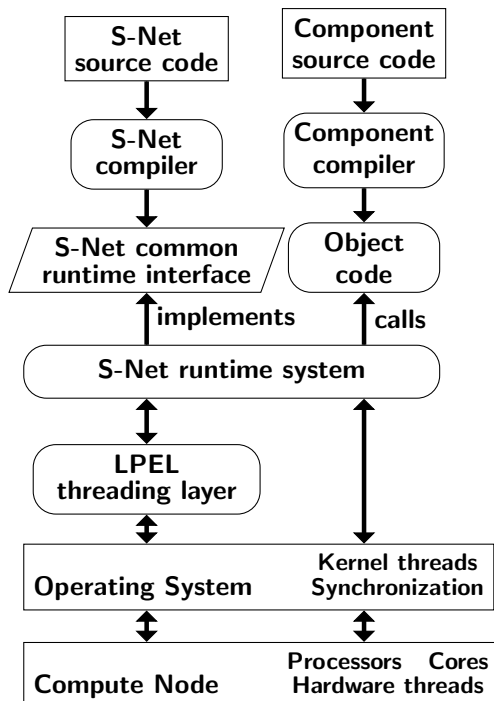 S-Net
source code
Component
source code
S-Net
compiler
Component
compiler
S-Net common
runtime interface
Object
code
implements
calls
S-Net runtime system
LPEL
threading layer
Operating System
Kernel threads
Synchronization
Compute Node
Processors Cores
Hardware threads